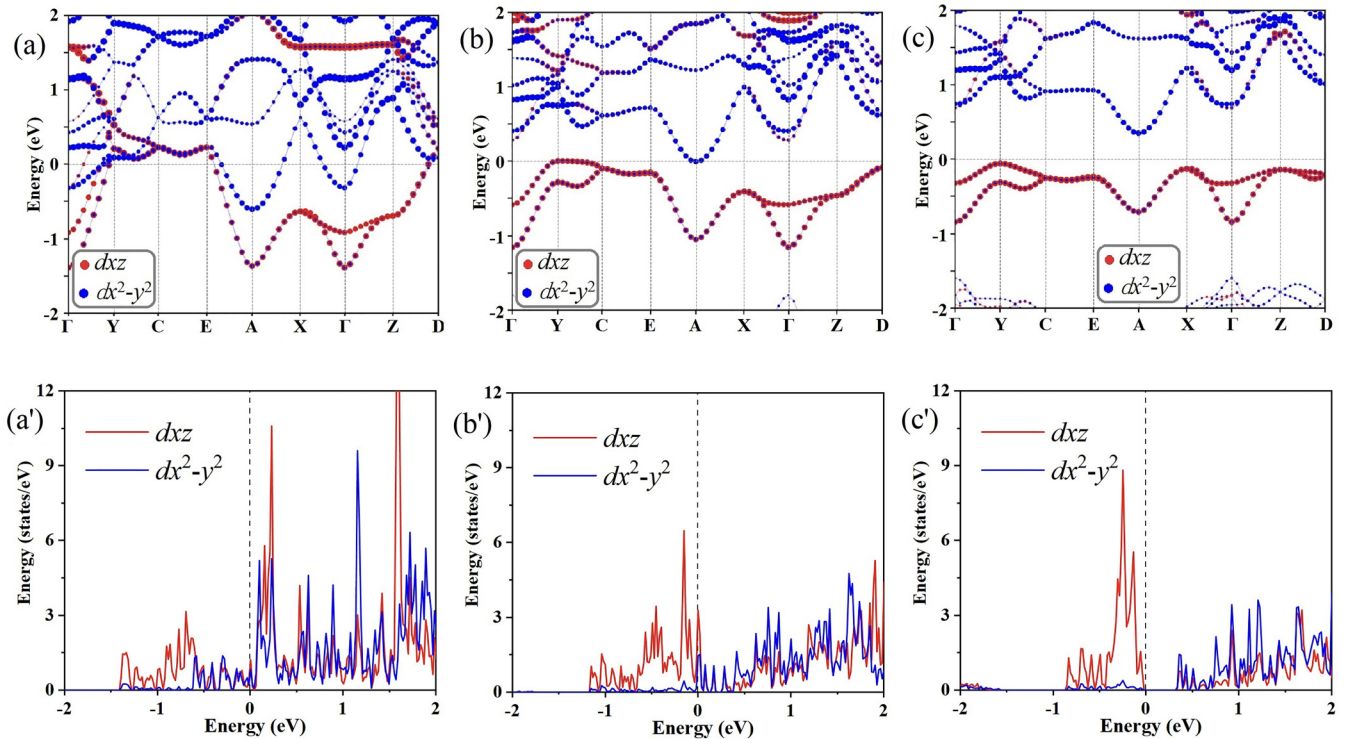 (a)
Energy (eV)
2
1
0
-1
-2
dxz
dx²-y²
Γ Y C E A X Γ Z D
(b)
Energy (eV)
2
1
0
-1
-2
dxz
dx²-y²
Γ Y C E A X Γ Z D
(c)
Energy (eV)
2
1
0
-1
-2
dxz
dx²-y²
Γ Y C E A X Γ Z D
(a')
Energy (states/eV)
12
9
6
3
0
dxz
dx²-y²
-2 -1 0 1 2
Energy (eV)
(b')
Energy (states/eV)
12
9
6
3
0
dxz
dx²-y²
-2 -1 0 1 2
Energy (eV)
(c')
Energy (states/eV)
12
9
6
3
0
dxz
dx²-y²
-2 -1 0 1 2
Energy (eV)